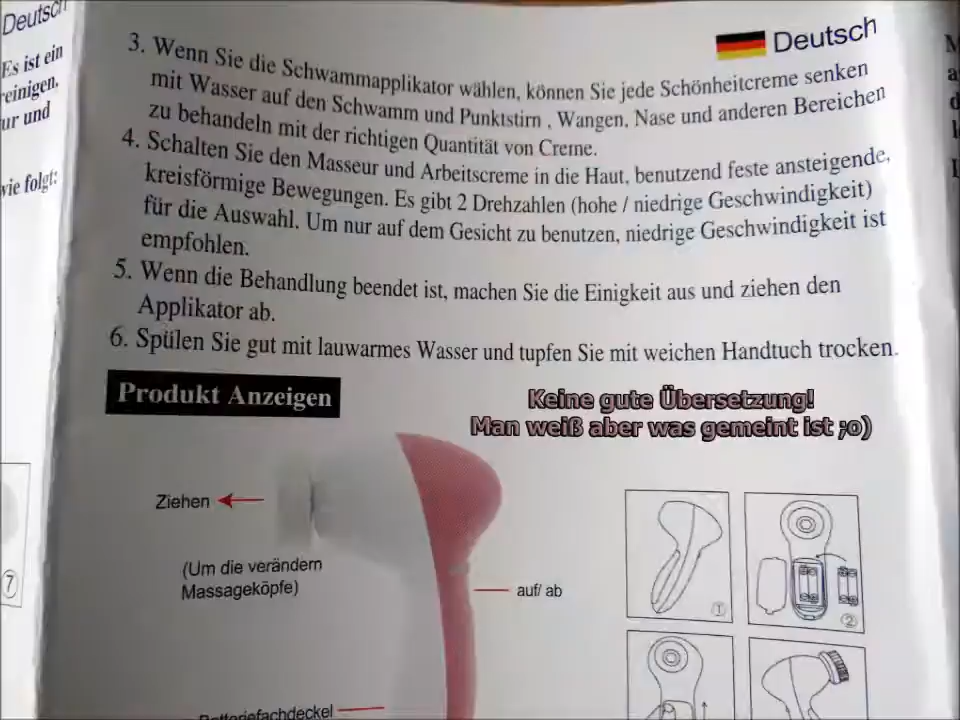 Deutsch
Es ist ein
reinigen.
ur und
wie folgt:
Deutsch
3. Wenn Sie die Schwammapplikator wählen, können Sie jede Schönheitcreme senken
mit Wasser auf den Schwamm und Punktstirn , Wangen, Nase und anderen Bereichen
zu behandeln mit der richtigen Quantität von Creme.
4. Schalten Sie den Masseur und Arbeitscreme in die Haut, benutzend feste ansteigende,
kreisförmige Bewegungen. Es gibt 2 Drehzahlen (hohe / niedrige Geschwindigkeit)
für die Auswahl. Um nur auf dem Gesicht zu benutzen, niedrige Geschwindigkeit ist
empfohlen.
5. Wenn die Behandlung beendet ist, machen Sie die Einigkeit aus und ziehen den
Applikator ab.
6. Spülen Sie gut mit lauwarmes Wasser und tupfen Sie mit weichen Handtuch trocken.
Produkt Anzeigen
Keine gute Übersetzung!
Man weiß aber was gemeint ist ;o)
Ziehen
(Um die verändern
Massageköpfe)
auf/ ab
Batteriefachdeckel
①
②
⑦